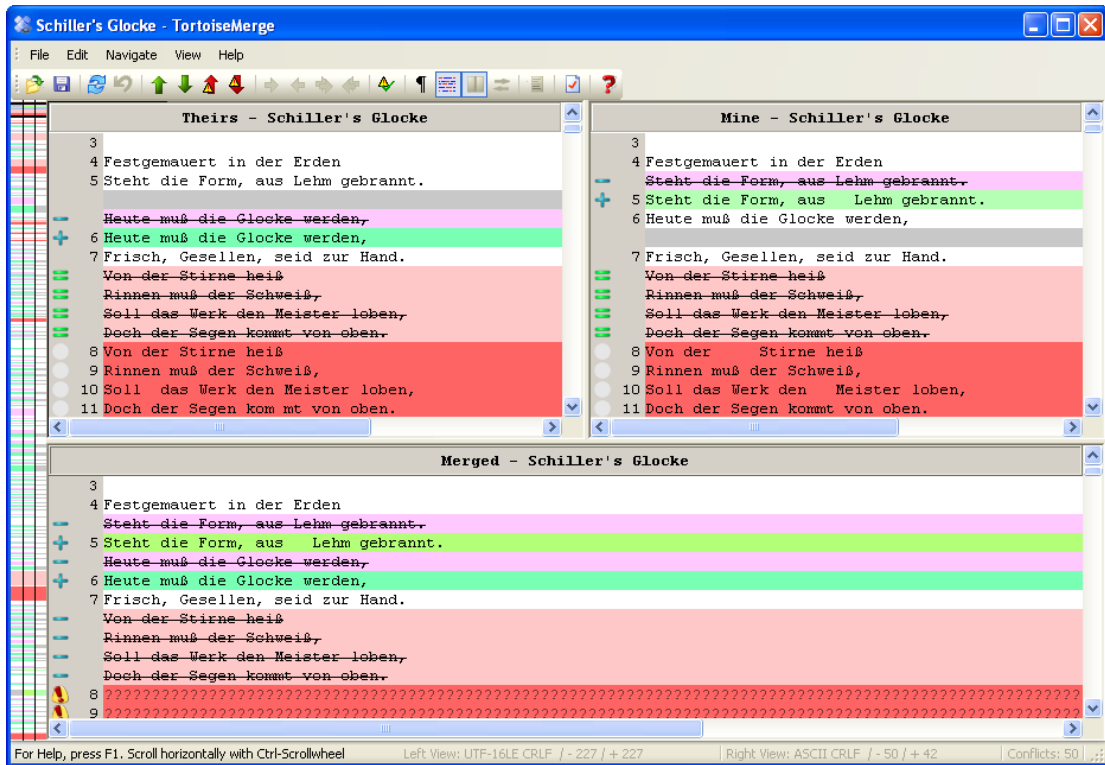 Schiller's Glocke - TortoiseMerge
File Edit Navigate View Help
Theirs - Schiller's Glocke
3
4 Festgemauert in der Erden
5 Steht die Form, aus Lehm gebrannt.
Heute muß die Glocke werden,
6 Heute muß die Glocke werden,
7 Frisch, Gesellen, seid zur Hand.
Von der Stirne heiß
Rinnen muß der Schweiß,
Soll das Werk den Meister loben,
Doch der Segen kommt von oben.
8 Von der Stirne heiß
9 Rinnen muß der Schweiß,
10 Soll  das Werk den Meister loben,
11 Doch der Segen kom mt von oben.
Mine - Schiller's Glocke
3
4 Festgemauert in der Erden
Steht die Form, aus Lehm gebrannt.
5 Steht die Form, aus   Lehm gebrannt.
6 Heute muß die Glocke werden,
7 Frisch, Gesellen, seid zur Hand.
Von der Stirne heiß
Rinnen muß der Schweiß,
Soll das Werk den Meister loben,
Doch der Segen kommt von oben.
8 Von der     Stirne heiß
9 Rinnen muß der Schweiß,
10 Soll das Werk den   Meister loben,
11 Doch der Segen kommt von oben.
Merged - Schiller's Glocke
3
4 Festgemauert in der Erden
Steht die Form, aus Lehm gebrannt.
5 Steht die Form, aus   Lehm gebrannt.
Heute muß die Glocke werden,
6 Heute muß die Glocke werden,
7 Frisch, Gesellen, seid zur Hand.
Von der Stirne heiß
Rinnen muß der Schweiß,
Soll das Werk den Meister loben,
Doch der Segen kommt von oben.
8 ????????????????????????????????????????????????????????????????????????????????????????????????????????
9 ????????????????????????????????????????????????????????????????????????????????????????????????????????
For Help, press F1. Scroll horizontally with Ctrl-Scrollwheel Left View: UTF-16LE CRLF / - 227 / + 227 Right View: ASCII CRLF / - 50 / + 42 Conflicts: 50